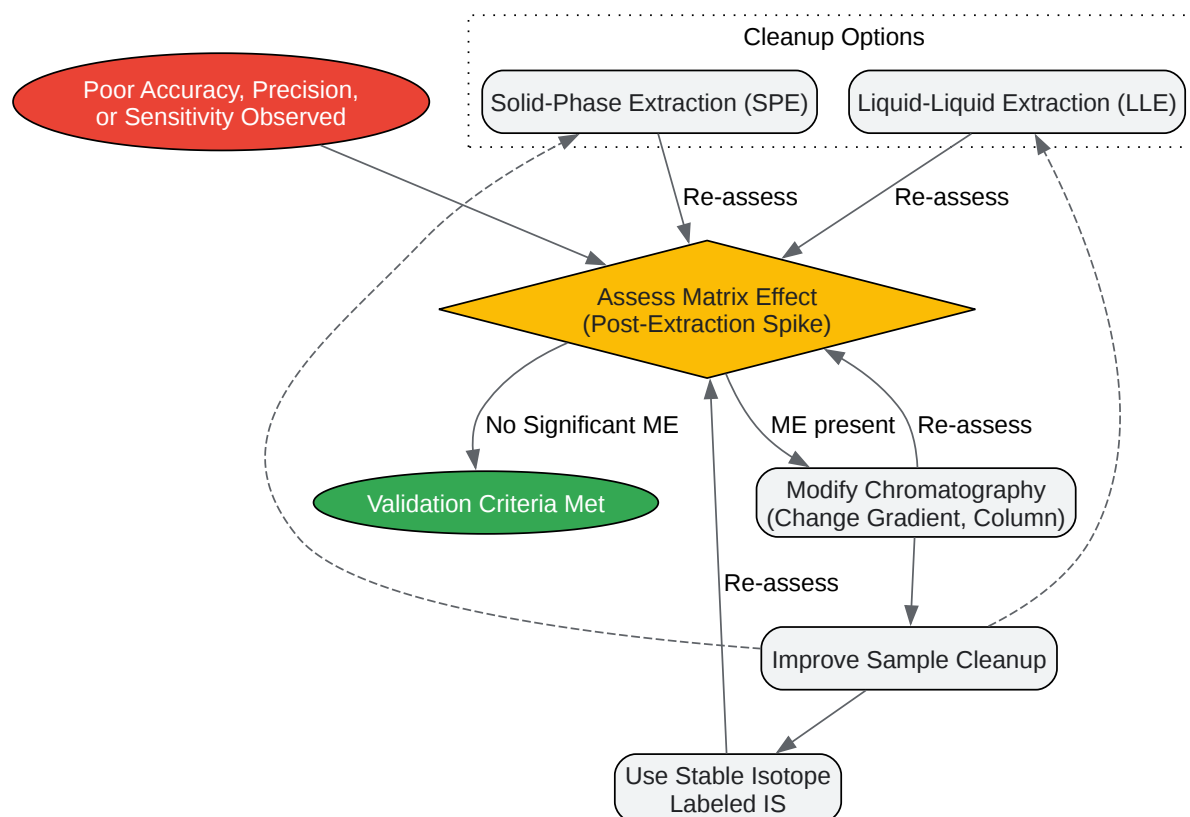 Cleanup Options
Poor Accuracy, Precision,
or Sensitivity Observed
Solid-Phase Extraction (SPE)
Liquid-Liquid Extraction (LLE)
Re-assess
Re-assess
Assess Matrix Effect
(Post-Extraction Spike)
No Significant ME
ME present
Re-assess
Validation Criteria Met
Modify Chromatography
(Change Gradient, Column)
Re-assess
Improve Sample Cleanup
Use Stable Isotope
Labeled IS